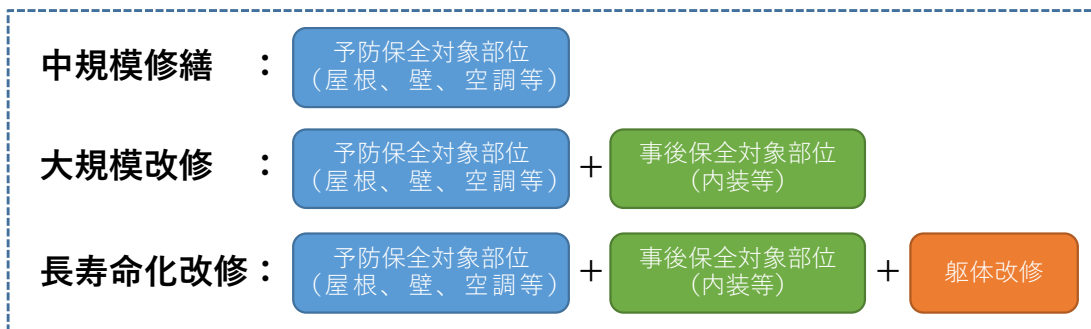 中規模修繕 ： 予防保全対象部位
（屋根、壁、空調等）
大規模改修 ： 予防保全対象部位
（屋根、壁、空調等） ＋ 事後保全対象部位
（内装等）
長寿命化改修： 予防保全対象部位
（屋根、壁、空調等） ＋ 事後保全対象部位
（内装等） ＋ 躯体改修